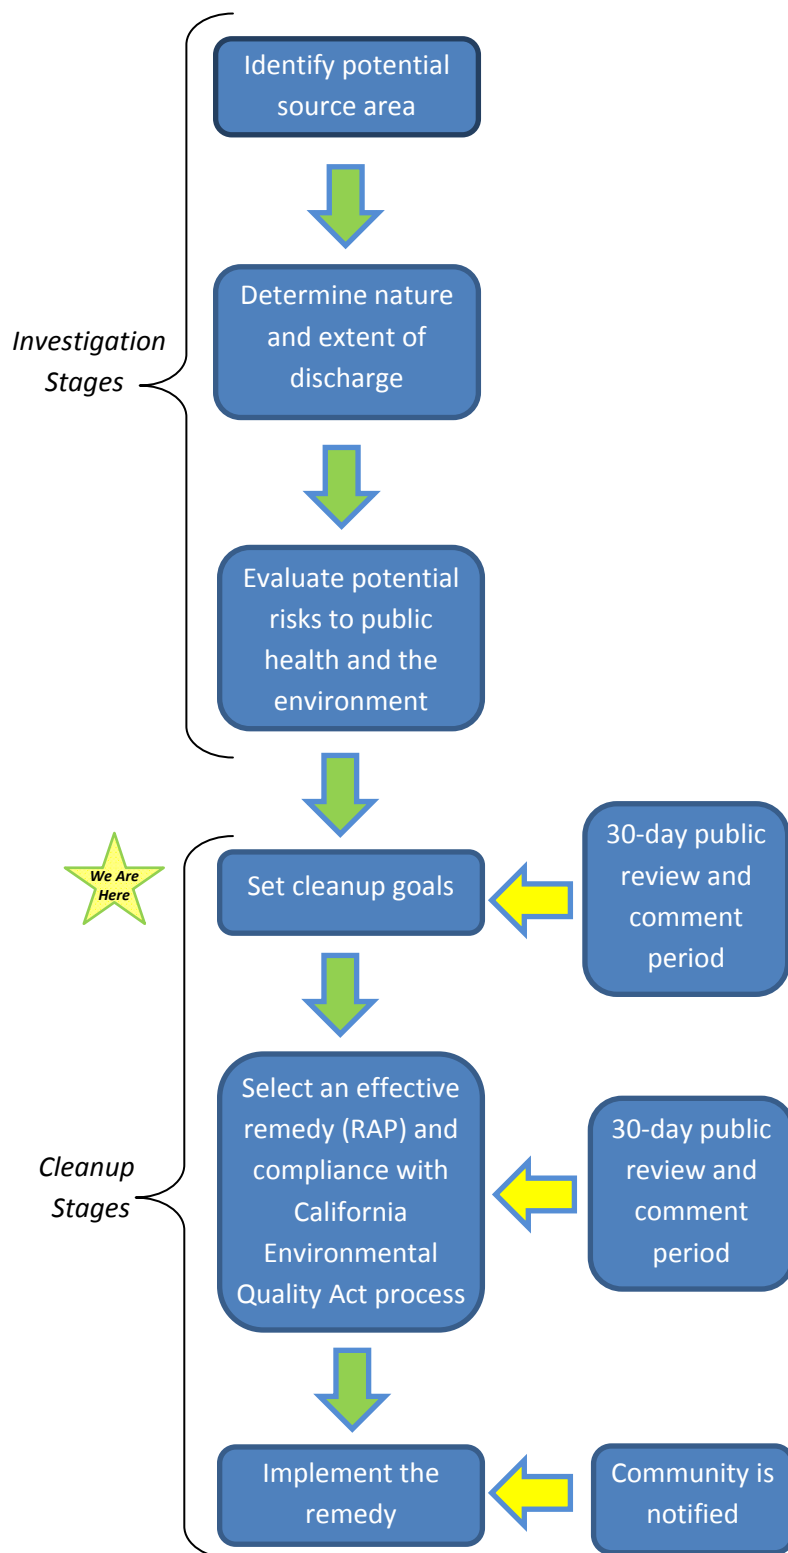 Identify potential
source area
Determine nature
and extent of
discharge
Investigation
Stages
Evaluate potential
risks to public
health and the
environment
We Are
Here
Set cleanup goals
30-day public
review and
comment
period
Select an effective
remedy (RAP) and
compliance with
California
Environmental
Quality Act process
30-day public
review and
comment
period
Cleanup
Stages
Implement the
remedy
Community is
notified